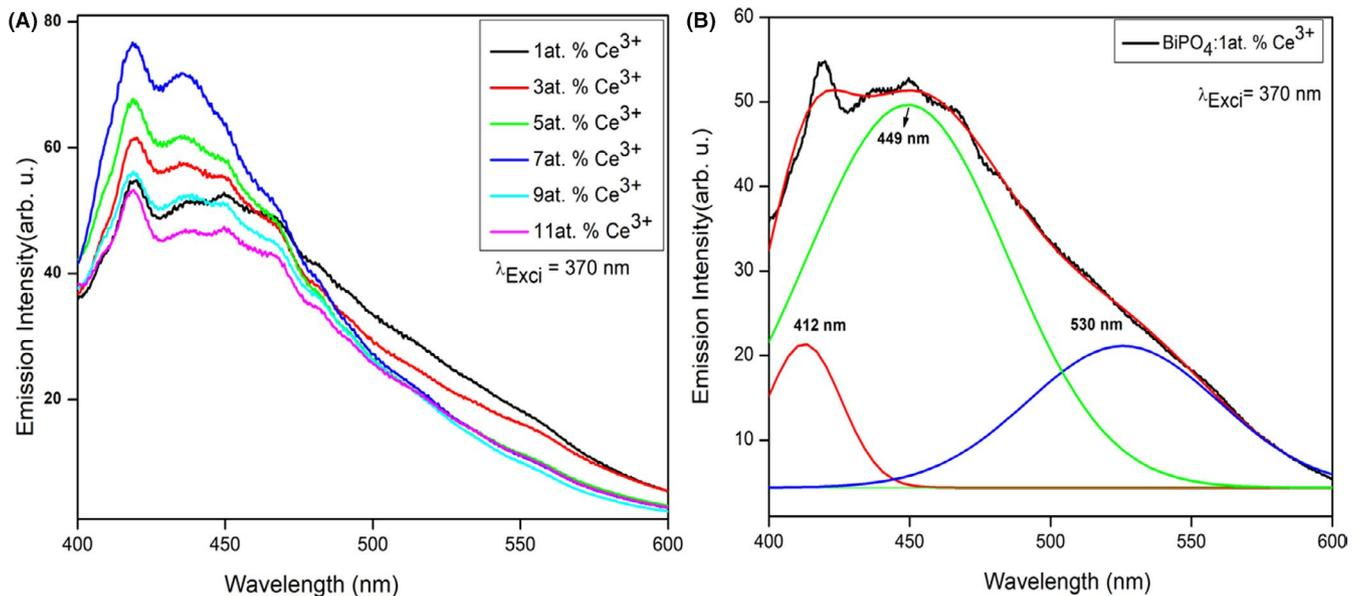 (A)
80
60
40
20
Emission Intensity(arb. u.)
1at. % Ce3+
3at. % Ce3+
5at. % Ce3+
7at. % Ce3+
9at. % Ce3+
11at. % Ce3+
λExci = 370 nm
400
450
500
550
600
Wavelength (nm)
(B)
60
50
40
30
20
10
Emission Intensity(arb. u.)
BiPO4:1at. % Ce3+
λExci= 370 nm
449 nm
412 nm
530 nm
400
450
500
550
600
Wavelength (nm)